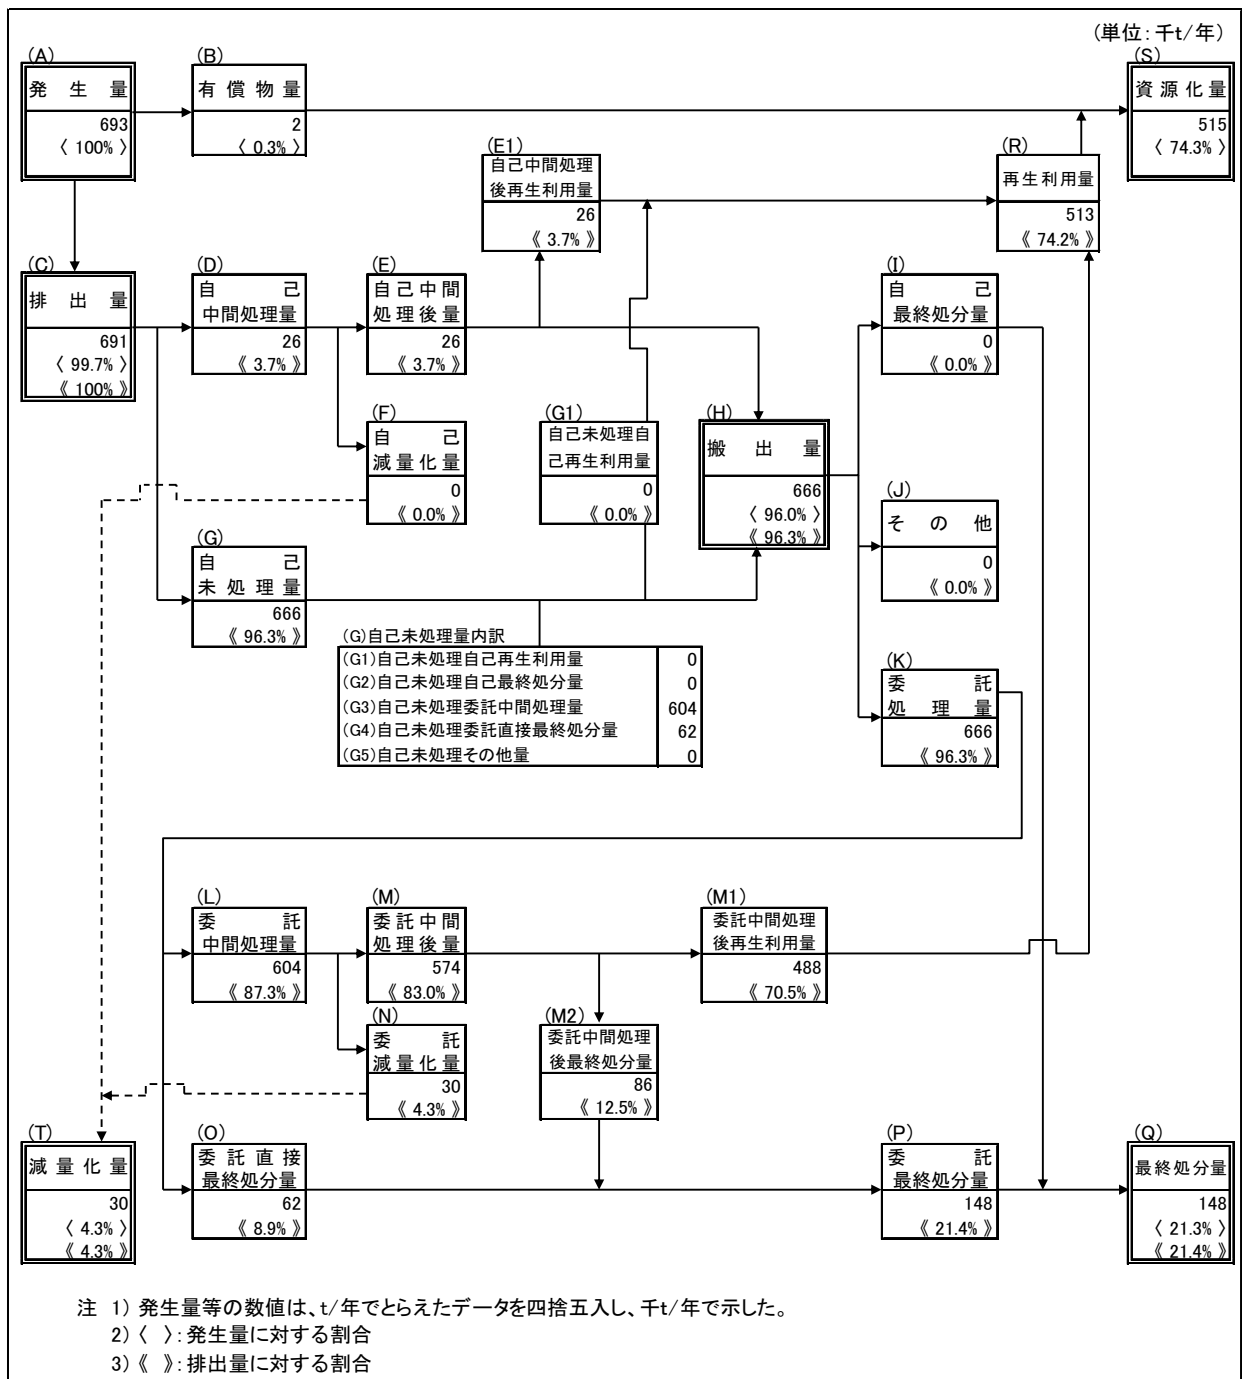 (単位:千t/年)
(A)
発生量
693
〈 100% 〉
(B)
有償物量
2
〈 0.3% 〉
(S)
資源化量
515
〈 74.3% 〉
(E1)
自己中間処理
後再生利用量
26
《 3.7% 》
(R)
再生利用量
513
《 74.2% 》
(C)
排出量
691
〈 99.7% 〉
《 100% 》
(D)
自己
中間処理量
26
《 3.7% 》
(E)
自己中間
処理後量
26
《 3.7% 》
(I)
自己
最終処分量
0
《 0.0% 》
(F)
自己
減量化量
0
《 0.0% 》
(G1)
自己未処理自
己再生利用量
0
《 0.0% 》
(H)
搬出量
666
〈 96.0% 〉
《 96.3% 》
(J)
その他
0
《 0.0% 》
(G)
自己
未処理量
666
《 96.3% 》
(G)自己未処理量内訳
(G1)自己未処理自己再生利用量 0
(G2)自己未処理自己最終処分量 0
(G3)自己未処理委託中間処理量 604
(G4)自己未処理委託直接最終処分量 62
(G5)自己未処理その他量 0
(K)
委託
処理量
666
《 96.3% 》
(L)
委託
中間処理量
604
《 87.3% 》
(M)
委託中間
処理後量
574
《 83.0% 》
(M1)
委託中間処理
後再生利用量
488
《 70.5% 》
(N)
委託
減量化量
30
《 4.3% 》
(M2)
委託中間処理
後最終処分量
86
《 12.5% 》
(T)
減量化量
30
〈 4.3% 〉
《 4.3% 》
(O)
委託直接
最終処分量
62
《 8.9% 》
(P)
委託
最終処分量
148
《 21.4% 》
(Q)
最終処分量
148
〈 21.3% 〉
《 21.4% 》
注 1) 発生量等の数値は、t/年でとらえたデータを四捨五入し、千t/年で示した。
2)〈 〉:発生量に対する割合
3)《 》:排出量に対する割合